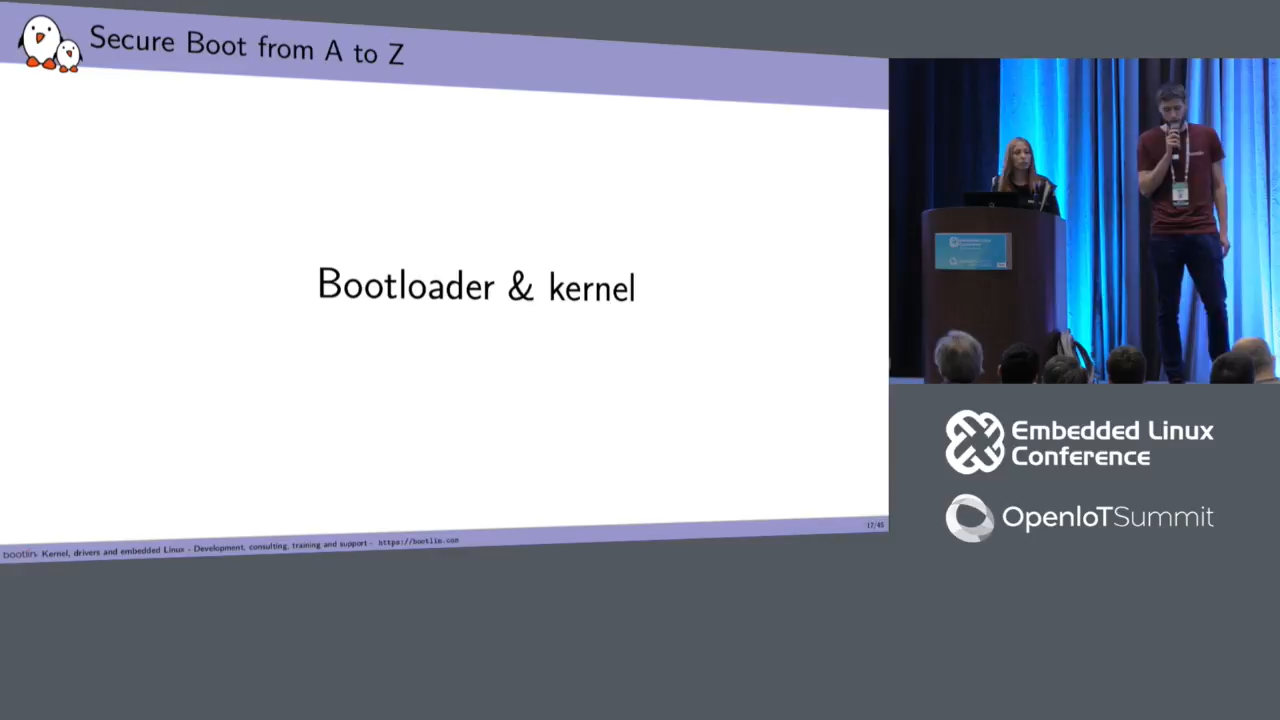 Secure Boot from A to Z
Bootloader & kernel
17/45
bootlin- Kernel, drivers and embedded Linux - Development, consulting, training and support - https://bootlin.com
Embedded Linux
Conference
OpenIoTSummit